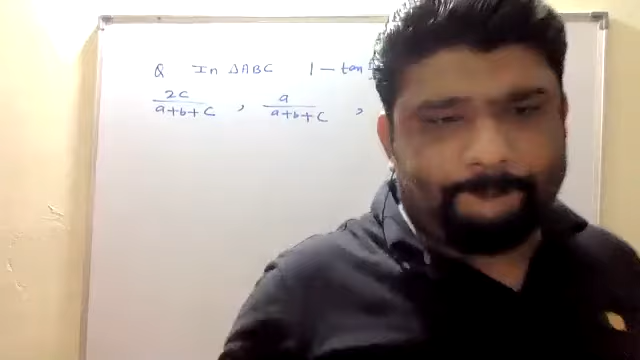 Q In ΔABC 1 - tan
2c/a+b+c , a/a+b+c ,